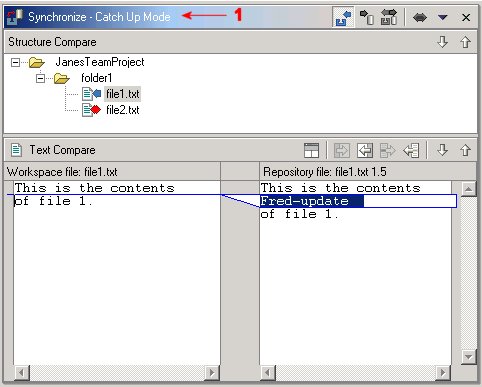 Synchronize - Catch Up Mode
1
Structure Compare
JanesTeamProject
folder1
file1.txt
file2.txt
Text Compare
Workspace file: file1.txt
Repository file: file1.txt 1.5
This is the contents
of file 1.
This is the contents
Fred-update
of file 1.